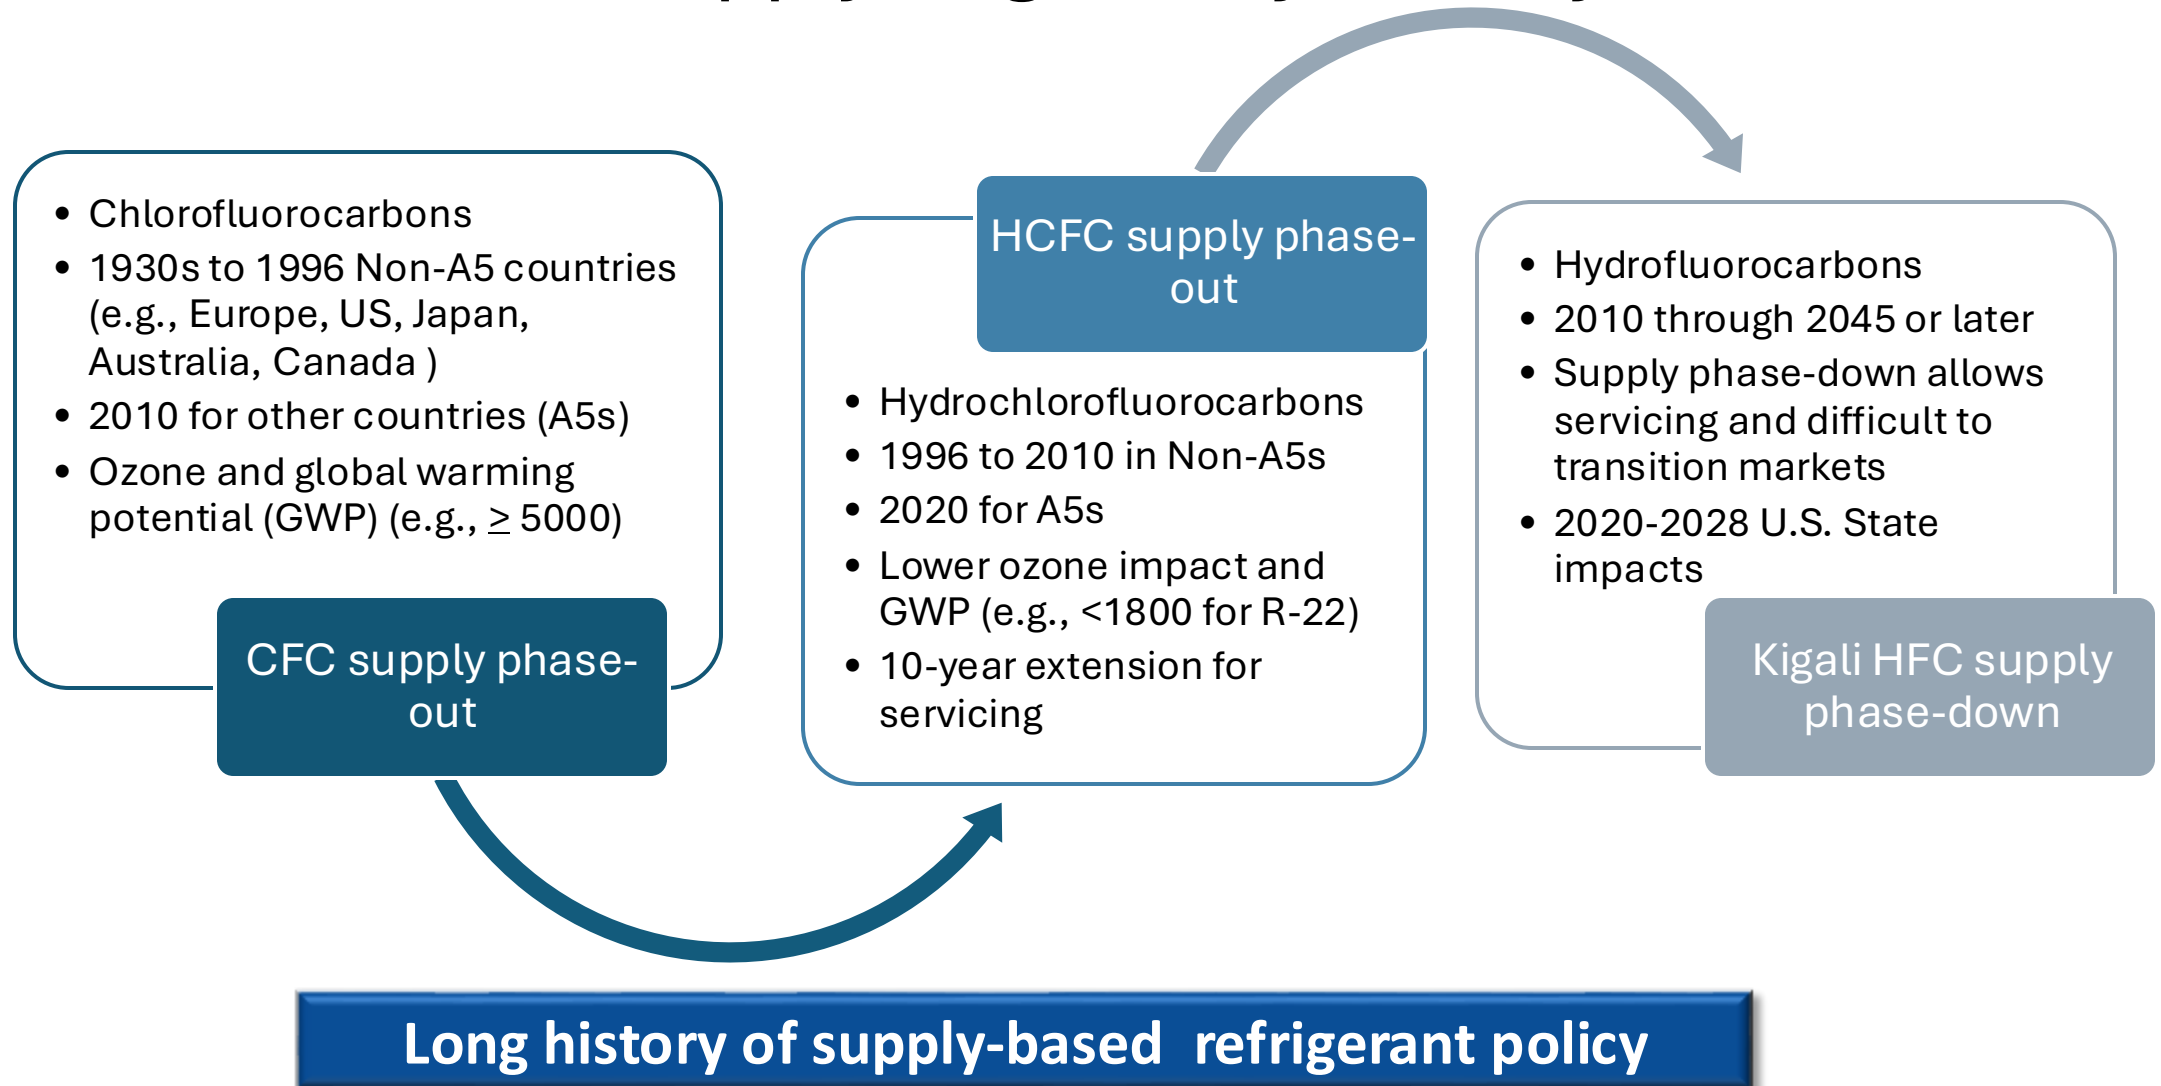 • Chlorofluorocarbons
• 1930s to 1996 Non-A5 countries
(e.g., Europe, US, Japan,
Australia, Canada )
• 2010 for other countries (A5s)
• Ozone and global warming
potential (GWP) (e.g., ≥ 5000)
CFC supply phase-
out
HCFC supply phase-
out
• Hydrochlorofluorocarbons
• 1996 to 2010 in Non-A5s
• 2020 for A5s
• Lower ozone impact and
GWP (e.g., <1800 for R-22)
• 10-year extension for
servicing
• Hydrofluorocarbons
• 2010 through 2045 or later
• Supply phase-down allows
servicing and difficult to
transition markets
• 2020-2028 U.S. State
impacts
Kigali HFC supply
phase-down
Long history of supply-based  refrigerant policy